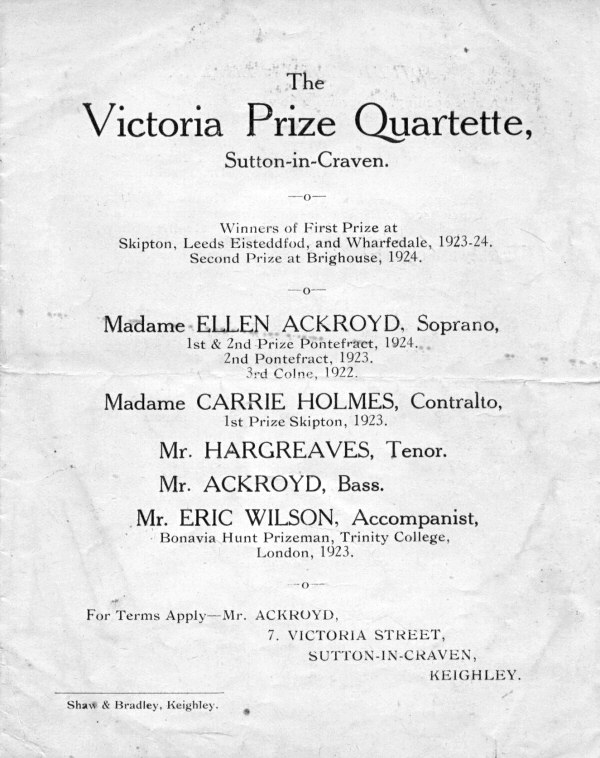 The
Victoria Prize Quartette,
Sutton-in-Craven.
—o—
Winners of First Prize at
Skipton, Leeds Eisteddfod, and Wharfedale, 1923-24.
Second Prize at Brighouse, 1924.
—o—
Madame ELLEN ACKROYD, Soprano,
1st & 2nd Prize Pontefract, 1924.
2nd Pontefract, 1923.
3rd Colne, 1922.
Madame CARRIE HOLMES, Contralto,
1st Prize Skipton, 1923.
Mr. HARGREAVES, Tenor.
Mr. ACKROYD, Bass.
Mr. ERIC WILSON, Accompanist,
Bonavia Hunt Prizeman, Trinity College,
London, 1923.
—o—
For Terms Apply—Mr. ACKROYD,
7, VICTORIA STREET,
SUTTON-IN-CRAVEN,
KEIGHLEY.
Shaw & Bradley, Keighley.